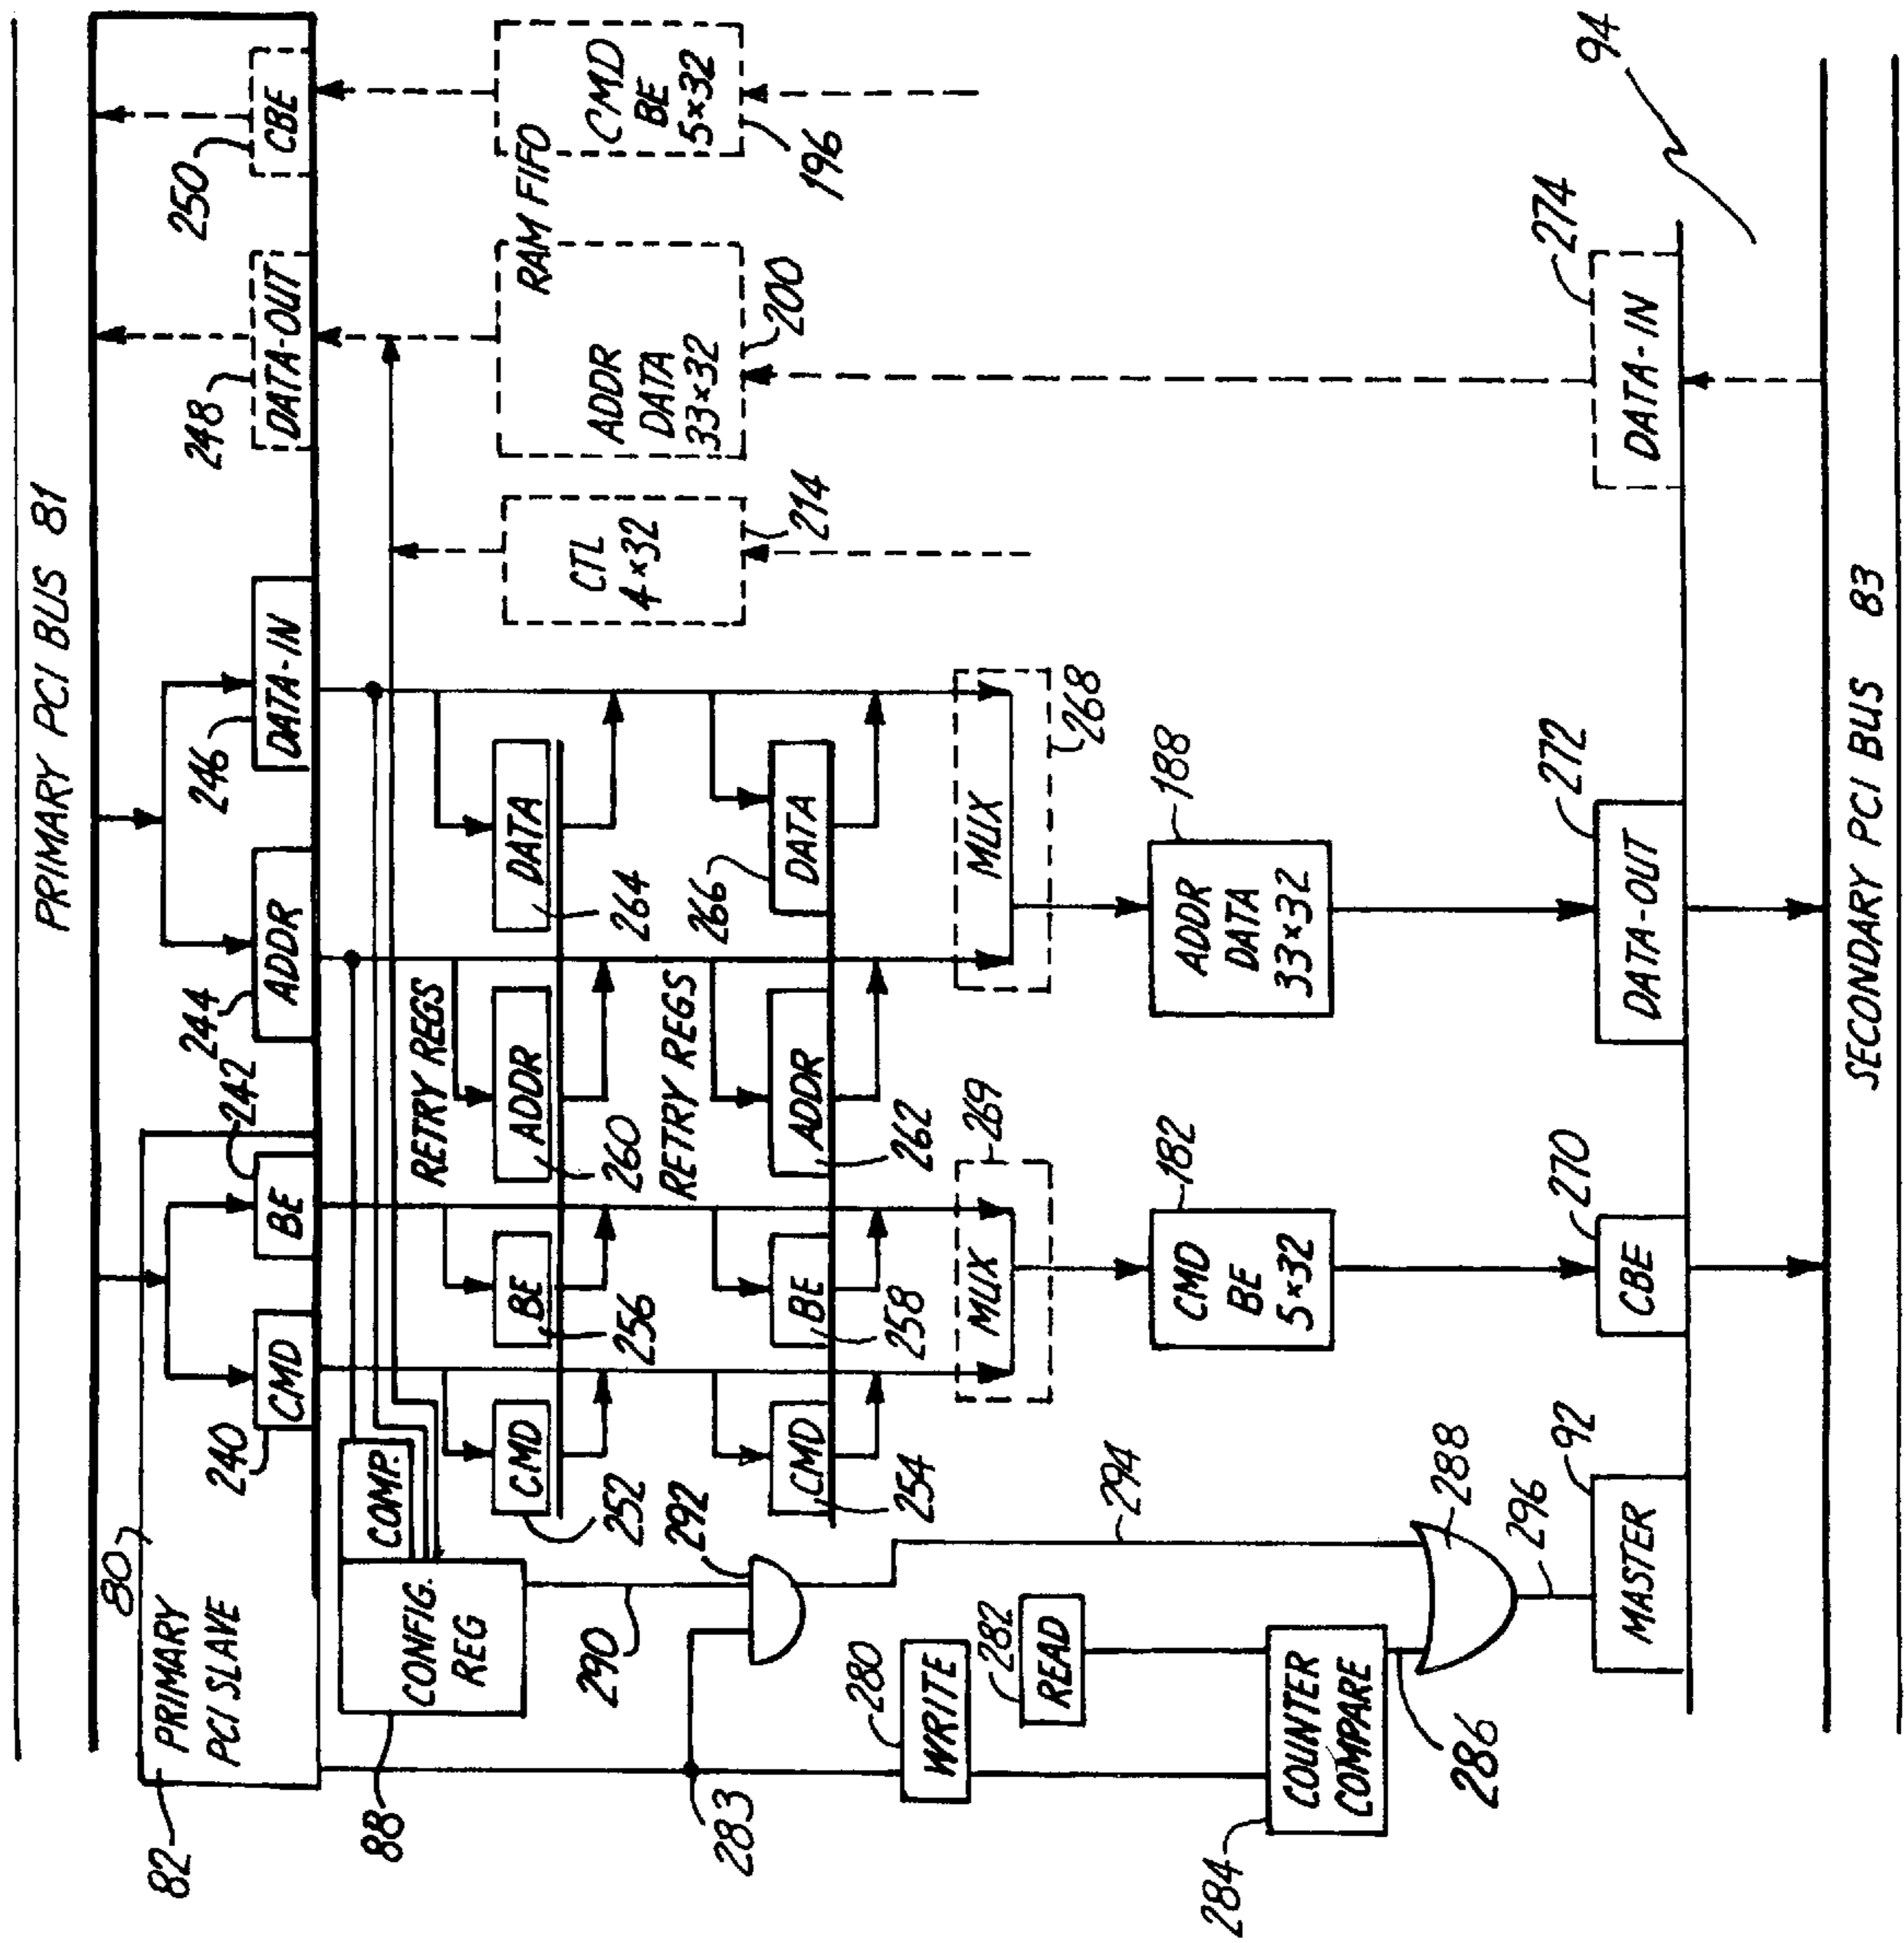 PRIMARY PCI BUS 81
80
82
PRIMARY
PCI SLAVE
240
CMD
242
BE
244
ADDR
246
DATA-IN
248
DATA-OUT
250
CBE
88
CONFIG.
REG
COMP.
RETRY REGS
252
CMD
256
BE
260
ADDR
264
DATA
CTL
4×32
214
RAM FIFO
ADDR
DATA
33×32
200
CMD
BE
5×32
196
290
292
283
RETRY REGS
254
CMD
258
BE
262
ADDR
266
DATA
280
WRITE
282
READ
294
MUX
269
MUX
268
284
COUNTER
COMPARE
286
288
296
182
CMD
BE
5×32
188
ADDR
DATA
33×32
92
MASTER
270
CBE
272
DATA-OUT
274
DATA-IN
94
SECONDARY PCI BUS 83